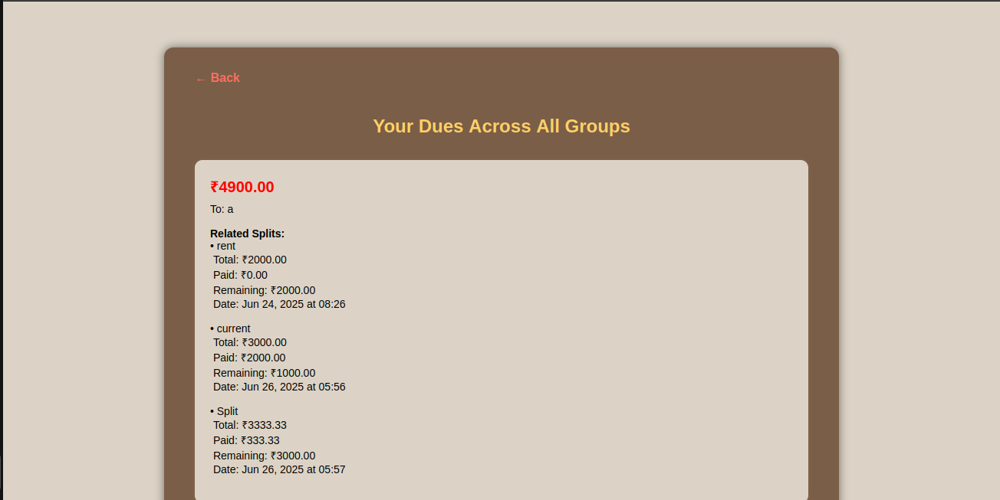 ← Back
Your Dues Across All Groups
₹4900.00
To: a
Related Splits:
• rent
Total: ₹2000.00
Paid: ₹0.00
Remaining: ₹2000.00
Date: Jun 24, 2025 at 08:26
• current
Total: ₹3000.00
Paid: ₹2000.00
Remaining: ₹1000.00
Date: Jun 26, 2025 at 05:56
• Split
Total: ₹3333.33
Paid: ₹333.33
Remaining: ₹3000.00
Date: Jun 26, 2025 at 05:57